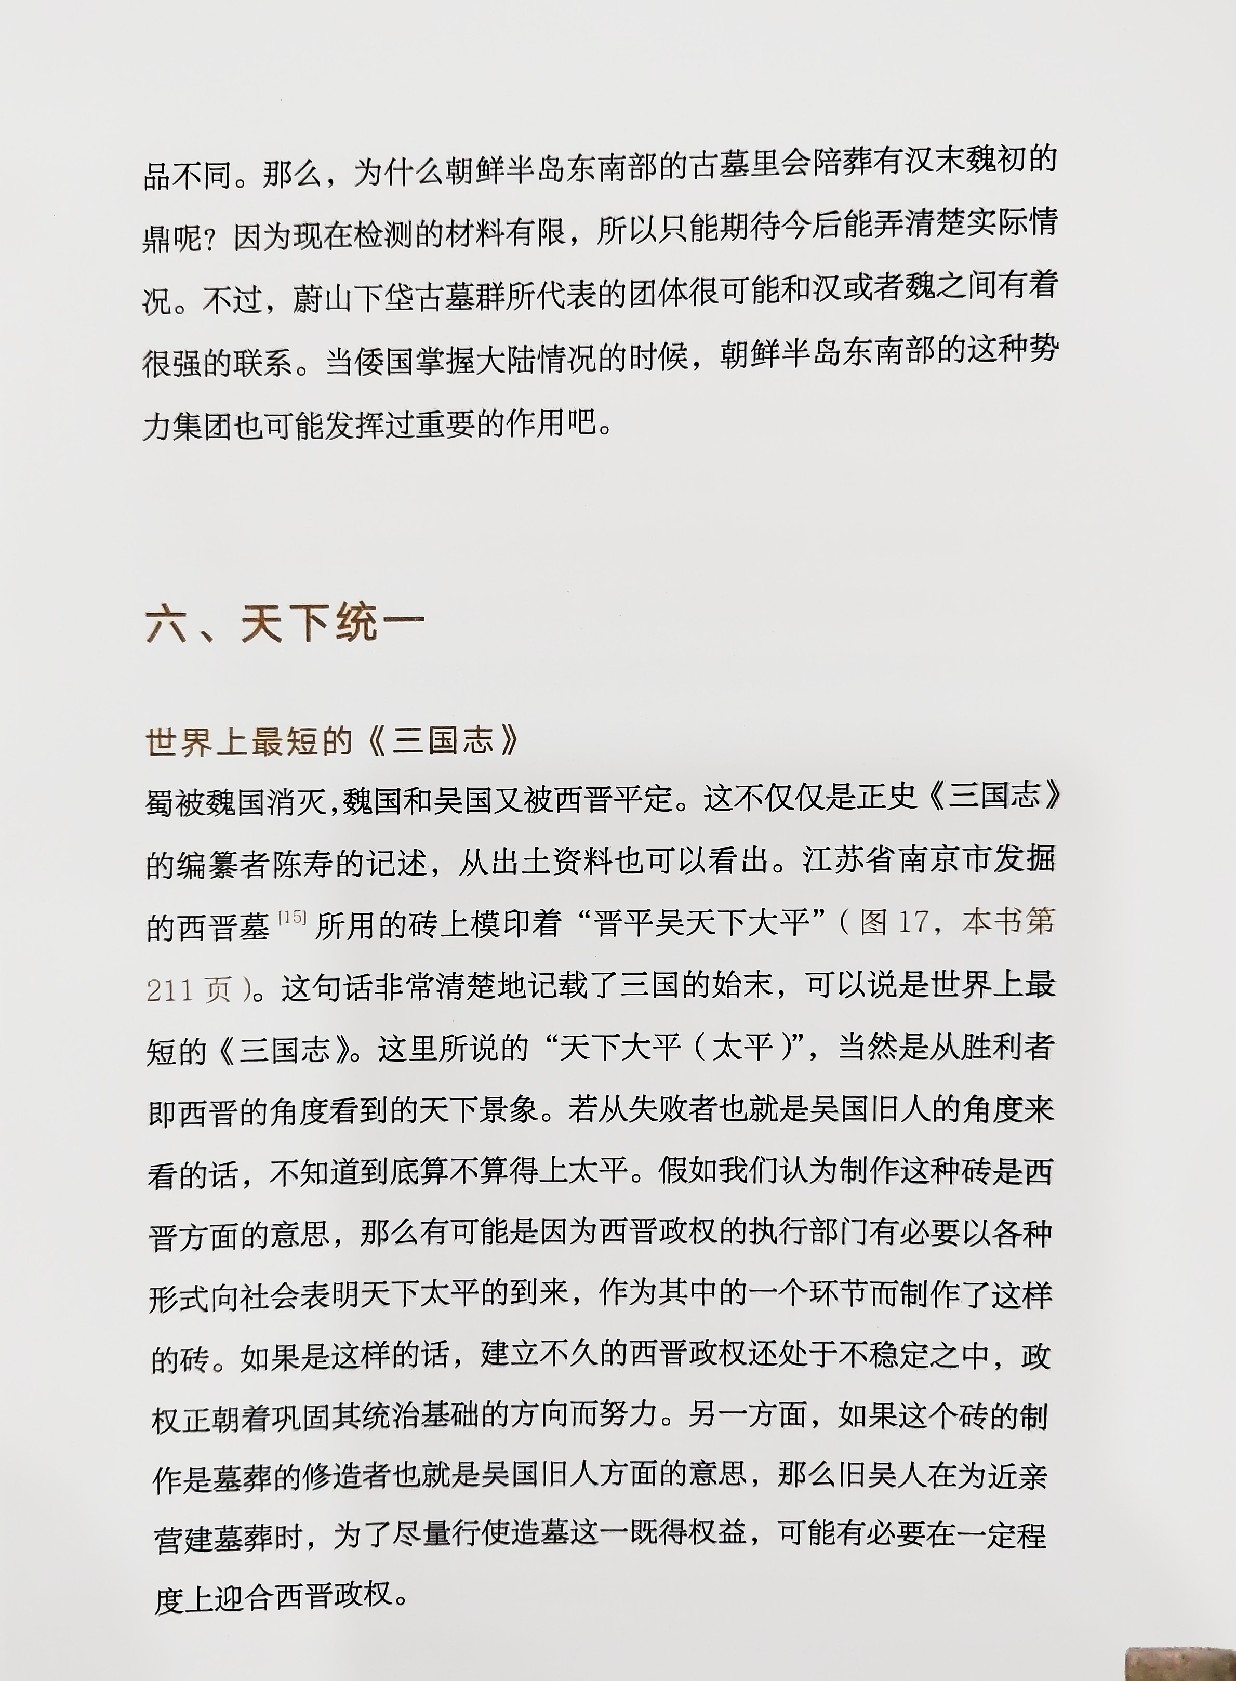 品不同。那么，为什么朝鲜半岛东南部的古墓里会陪葬有汉末魏初的
鼎呢？因为现在检测的材料有限，所以只能期待今后能弄清楚实际情
况。不过，蔚山下垈古墓群所代表的团体很可能和汉或者魏之间有着
很强的联系。当倭国掌握大陆情况的时候，朝鲜半岛东南部的这种势
力集团也可能发挥过重要的作用吧。
六、天下统一
世界上最短的《三国志》
蜀被魏国消灭，魏国和吴国又被西晋平定。这不仅仅是正史《三国志》
的编纂者陈寿的记述，从出土资料也可以看出。江苏省南京市发掘
的西晋墓[15]所用的砖上模印着“晋平吴天下大平”（图17，本书第
211页）。这句话非常清楚地记载了三国的始末，可以说是世界上最
短的《三国志》。这里所说的“天下大平（太平）”，当然是从胜利者
即西晋的角度看到的天下景象。若从失败者也就是吴国旧人的角度来
看的话，不知道到底算不算得上太平。假如我们认为制作这种砖是西
晋方面的意思，那么有可能是因为西晋政权的执行部门有必要以各种
形式向社会表明天下太平的到来，作为其中的一个环节而制作了这样
的砖。如果是这样的话，建立不久的西晋政权还处于不稳定之中，政
权正朝着巩固其统治基础的方向而努力。另一方面，如果这个砖的制
作是墓葬的修造者也就是吴国旧人方面的意思，那么旧吴人在为近亲
营建墓葬时，为了尽量行使造墓这一既得权益，可能有必要在一定程
度上迎合西晋政权。